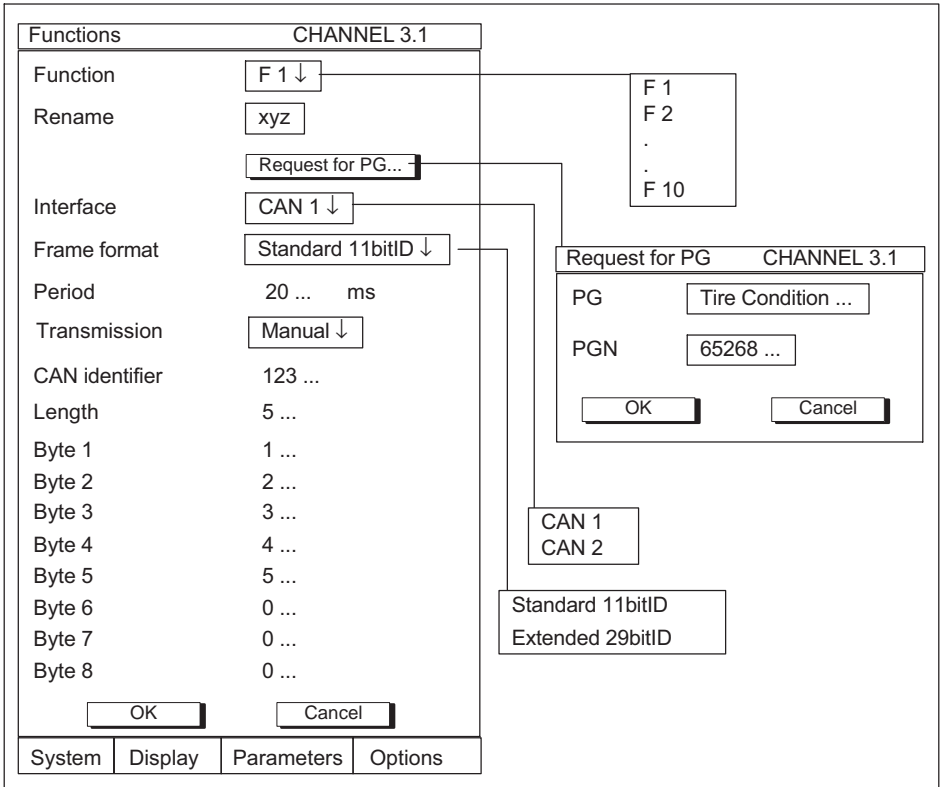 Functions CHANNEL 3.1
Function F 1 ↓
Rename xyz
Request for PG...
Interface CAN 1 ↓
Frame format Standard 11bitID ↓
Period 20 ... ms
Transmission Manual ↓
CAN identifier 123 ...
Length 5 ...
Byte 1 1 ...
Byte 2 2 ...
Byte 3 3 ...
Byte 4 4 ...
Byte 5 5 ...
Byte 6 0 ...
Byte 7 0 ...
Byte 8 0 ...
OK Cancel
System Display Parameters Options
F 1
F 2
.
.
F 10
Request for PG CHANNEL 3.1
PG Tire Condition ...
PGN 65268 ...
OK Cancel
CAN 1
CAN 2
Standard 11bitID
Extended 29bitID